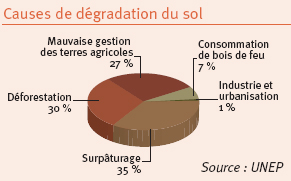 Causes de dégradation du sol
Mauvaise gestion
des terres agricoles
27 %
Consommation
de bois de feu
7 %
Déforestation
30 %
Industrie et
urbanisation
1 %
Surpâturage
35 %
Source : UNEP